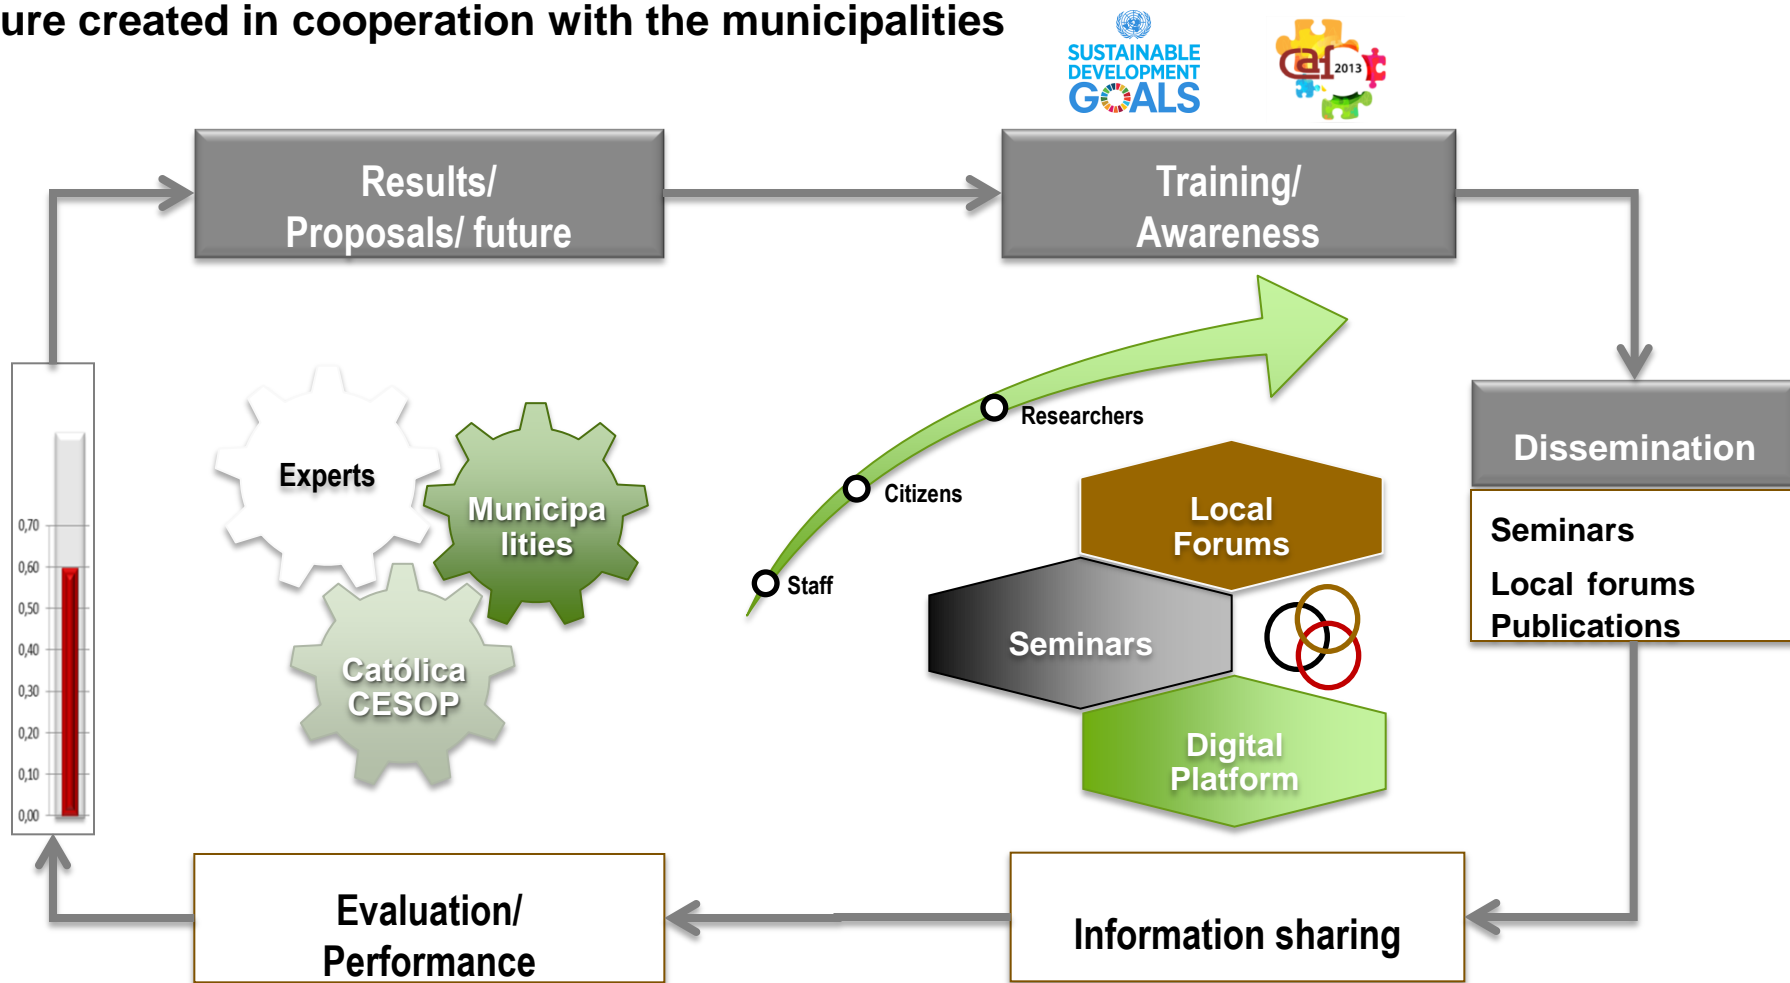 ure created in cooperation with the municipalities
SUSTAINABLE
DEVELOPMENT
GOALS
Caf 2013
Results/
Proposals/ future
Training/
Awareness
Dissemination
Seminars
Local forums
Publications
Researchers
Citizens
Staff
Experts
Municipa
lities
Católica
CESOP
Local
Forums
Seminars
Digital
Platform
0,70
0,60
0,50
0,40
0,30
0,20
0,10
0,00
Evaluation/
Performance
Information sharing